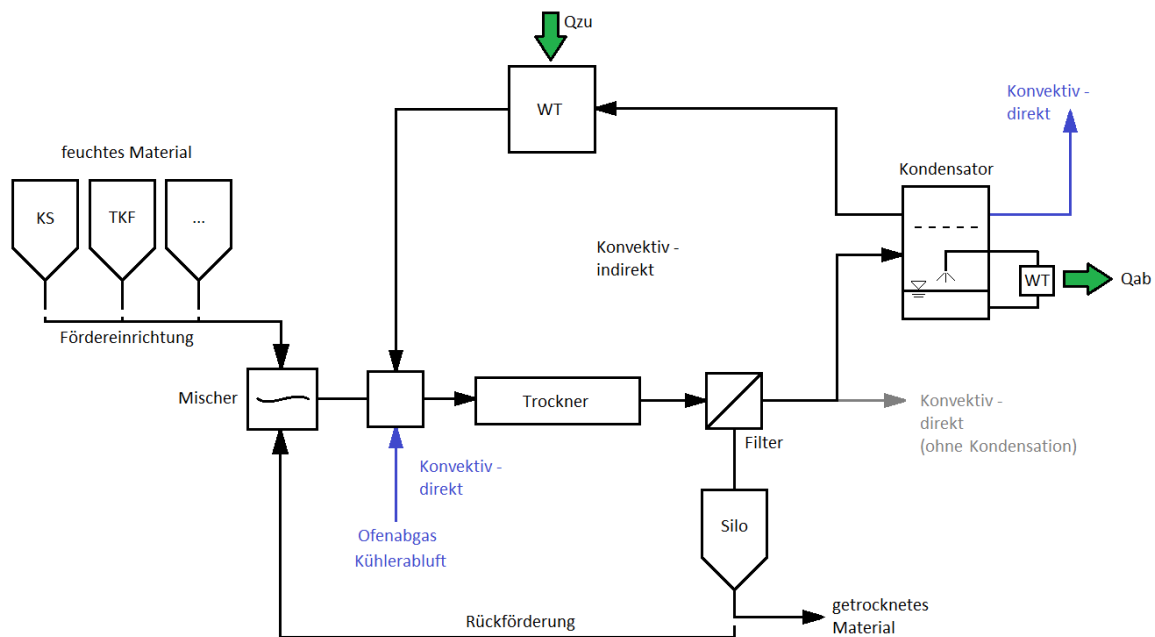 Qzu
WT
Konvektiv -
direkt
feuchtes Material
Kondensator
KS
TKF
...
Konvektiv -
indirekt
WT
Qab
Fördereinrichtung
Mischer
Trockner
Konvektiv -
direkt
(ohne Kondensation)
Filter
Konvektiv -
direkt
Ofenabgas
Kühlerabluft
Silo
getrocknetes
Material
Rückförderung